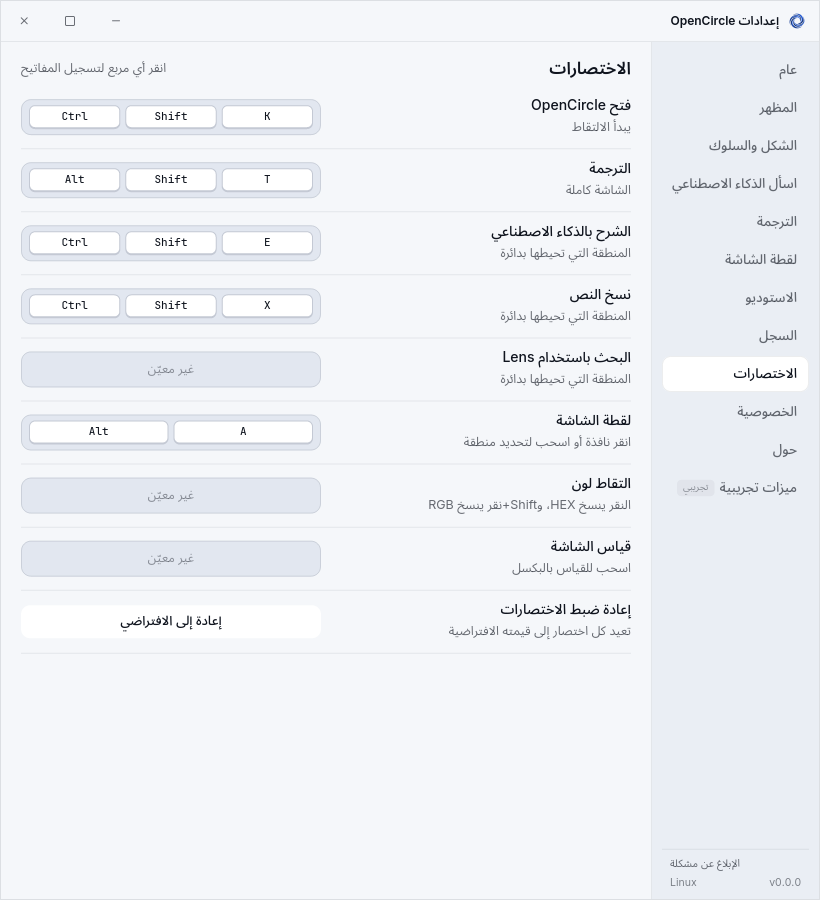 إعدادات OpenCircle
عام
المظهر
الشكل والسلوك
اسأل الذكاء الاصطناعي
الترجمة
لقطة الشاشة
الاستوديو
السجل
الاختصارات
الخصوصية
حول
ميزات تجريبية تجريبي
الإبلاغ عن مشكلة
v0.0.0 Linux
الاختصارات
انقر أي مربع لتسجيل المفاتيح
فتح OpenCircle
يبدأ الالتقاط
Ctrl Shift K
الترجمة
الشاشة كاملة
Alt Shift T
الشرح بالذكاء الاصطناعي
المنطقة التي تحيطها بدائرة
Ctrl Shift E
نسخ النص
المنطقة التي تحيطها بدائرة
Ctrl Shift X
البحث باستخدام Lens
المنطقة التي تحيطها بدائرة
غير معيّن
لقطة الشاشة
انقر نافذة أو اسحب لتحديد منطقة
Alt A
التقاط لون
النقر ينسخ HEX، وShift+نقر ينسخ RGB
غير معيّن
قياس الشاشة
اسحب للقياس بالبكسل
غير معيّن
إعادة ضبط الاختصارات
تعيد كل اختصار إلى قيمته الافتراضية
إعادة إلى الافتراضي